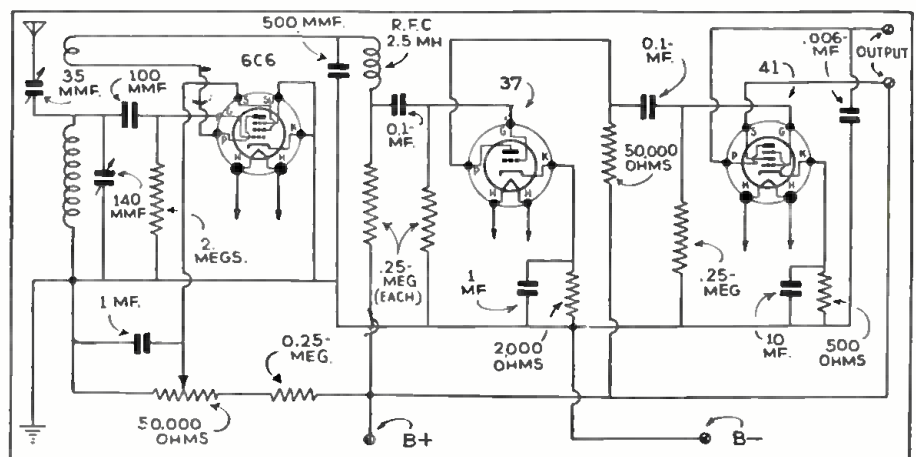 500 MMF.
R.F.C
2.5 MH
6C6
35
MMF.
100
MMF.
G
S
SU
P
K
H
H
140
MMF
2.
MEGS.
1 MF.
0.25-
MEG.
50,000
OHMS
0.1-
MF.
.25-
MEG
(EACH)
37
G
P
K
H
H
1
MF.
2,000
OHMS
B+
B-
0.1-
MF.
50,000
OHMS
41
.006-
MF
OUTPUT
S
G
P
K
H
H
.25-
MEG
10
MF.
500
OHMS